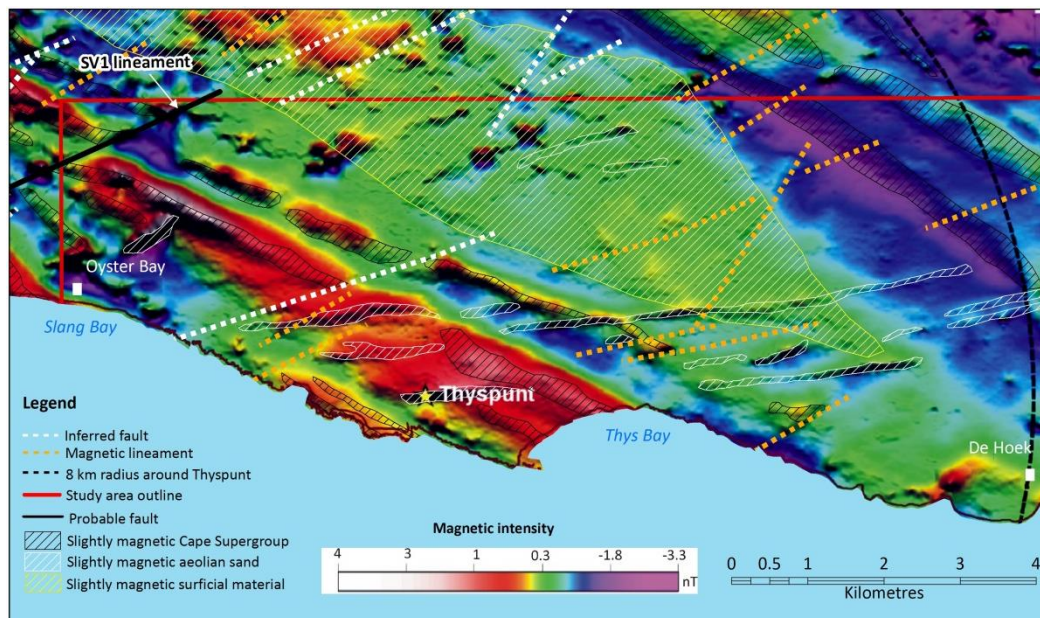 SV1 lineament
Oyster Bay
Slang Bay
Thyspunt
Thys Bay
De Hoek
Legend
Inferred fault
Magnetic lineament
8 km radius around Thyspunt
Study area outline
Probable fault
Slightly magnetic Cape Supergroup
Slightly magnetic aeolian sand
Slightly magnetic surficial material
Magnetic intensity
4 3 1 0.3 -1.8 -3.3
nT
0 0.5 1 2 3 4
Kilometres